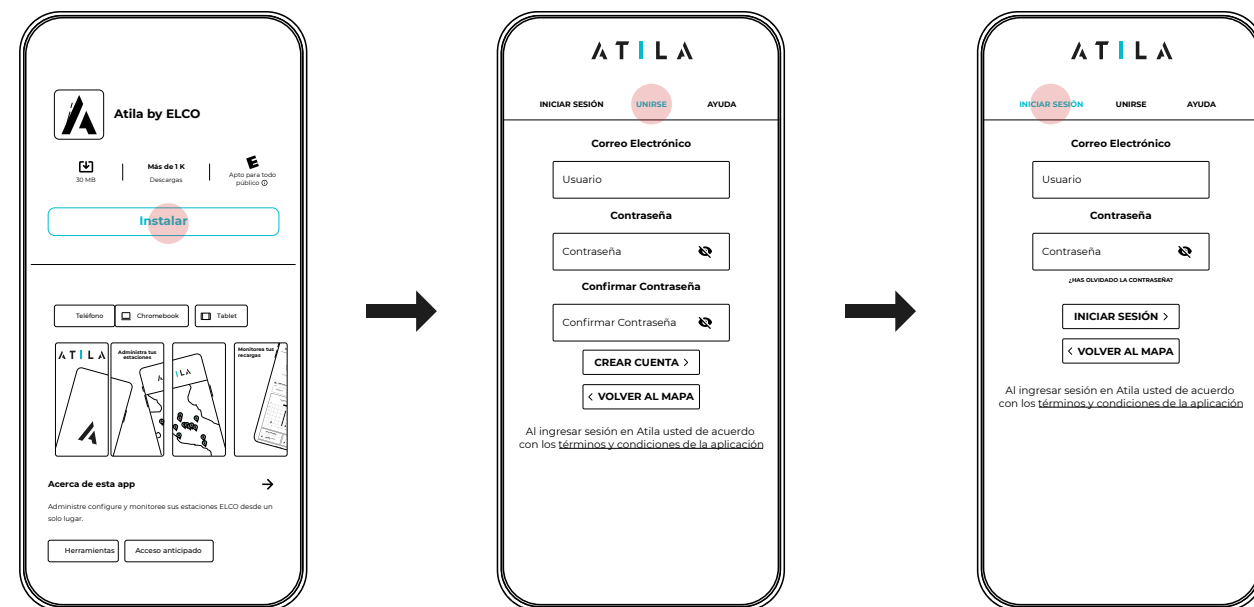 Atila by ELCO
30 MB
Más de 1 K
Descargas
E
Apto para todo
público
Instalar
Teléfono
Chromebook
Tablet
ATILA
Administra tus
estaciones
ATILA
Monitorea tus
recargas
Acerca de esta app
Administre configure y monitoree sus estaciones ELCO desde un
solo lugar.
Herramientas
Acceso anticipado
ATILA
INICIAR SESIÓN UNIRSE AYUDA
Correo Electrónico
Usuario
Contraseña
Contraseña
Confirmar Contraseña
Confirmar Contraseña
CREAR CUENTA >
< VOLVER AL MAPA
Al ingresar sesión en Atila usted de acuerdo
con los términos y condiciones de la aplicación
ATILA
INICIAR SESIÓN UNIRSE AYUDA
Correo Electrónico
Usuario
Contraseña
Contraseña
¿HAS OLVIDADO LA CONTRASEÑA?
INICIAR SESIÓN >
< VOLVER AL MAPA
Al ingresar sesión en Atila usted de acuerdo
con los términos y condiciones de la aplicación